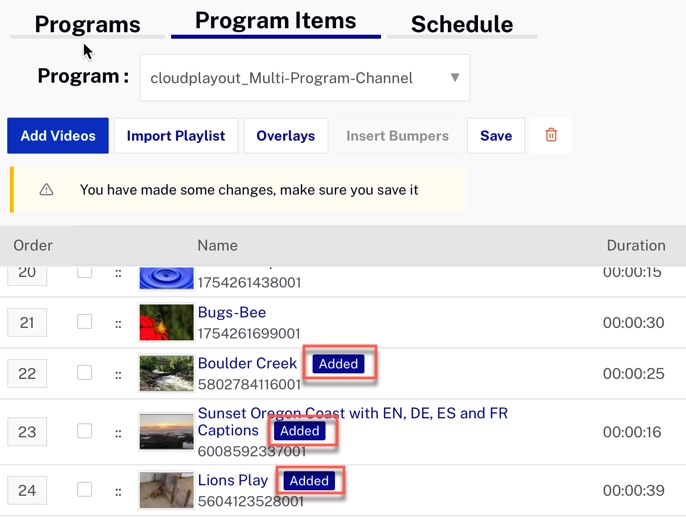 Programs Program Items Schedule
Program : cloudplayout_Multi-Program-Channel
Add Videos Import Playlist Overlays Insert Bumpers Save
You have made some changes, make sure you save it
Order Name Duration
20 1754261438001 00:00:15
21 Bugs-Bee 00:00:30
1754261699001
22 Boulder Creek Added 00:00:25
5802784116001
Sunset Oregon Coast with EN, DE, ES and FR
23 Captions Added 00:00:16
6008592337001
24 Lions Play Added 00:00:39
5604123528001